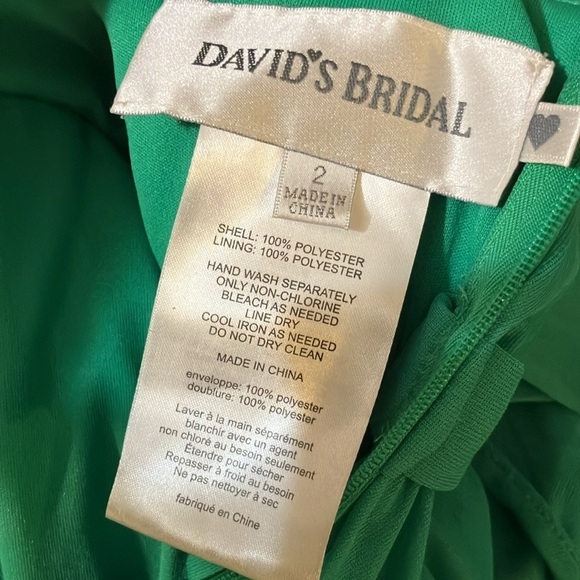 DAVID'S BRIDAL
2
MADE IN
CHINA
SHELL: 100% POLYESTER
LINING: 100% POLYESTER
HAND WASH SEPARATELY
ONLY NON-CHLORINE
BLEACH AS NEEDED
LINE DRY
COOL IRON AS NEEDED
DO NOT DRY CLEAN
MADE IN CHINA
enveloppe: 100% polyester
doublure: 100% polyester
Laver à la main séparément
blanchir avec un agent
non chloré au besoin seulement
Étendre pour sécher
Repasser à froid au besoin
Ne pas nettoyer à sec
fabriqué en Chine